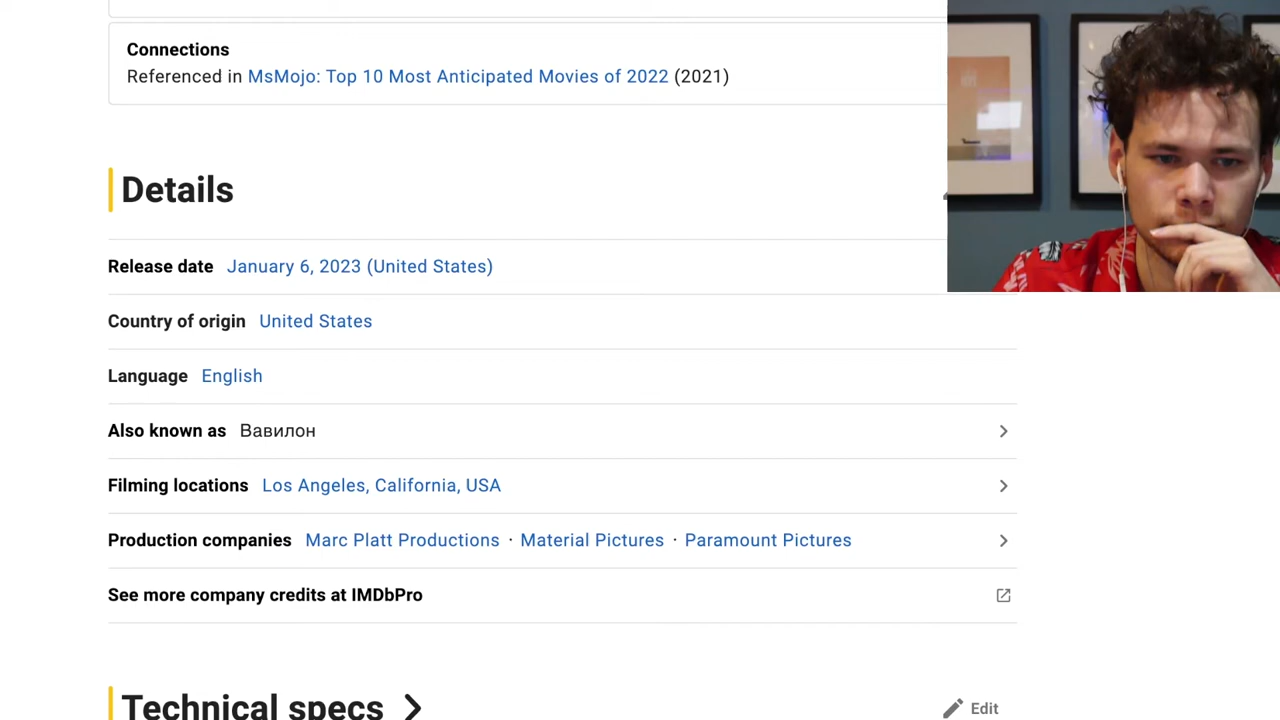 Connections
Referenced in MsMojo: Top 10 Most Anticipated Movies of 2022 (2021)
Details
Release date January 6, 2023 (United States)
Country of origin United States
Language English
Also known as Вавилон
Filming locations Los Angeles, California, USA
Production companies Marc Platt Productions · Material Pictures · Paramount Pictures
See more company credits at IMDbPro
Technical specs
Edit